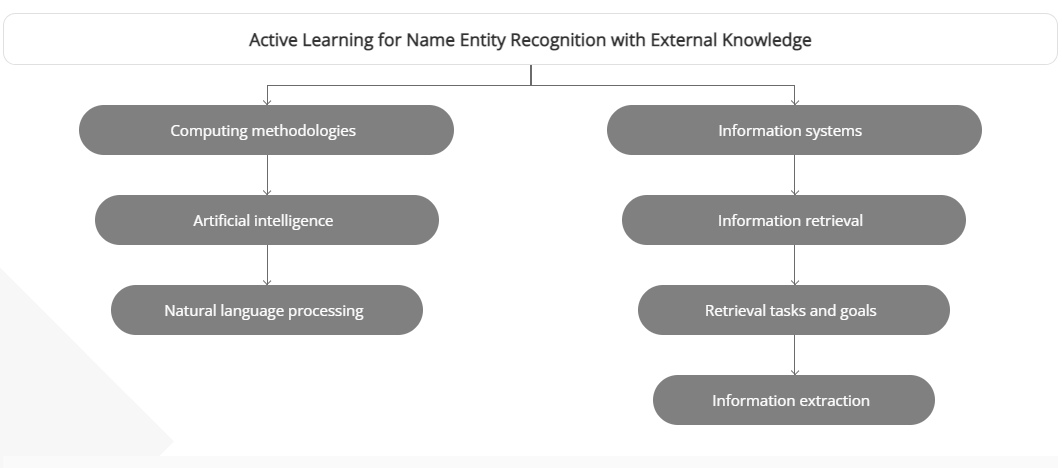 Active Learning for Name Entity Recognition with External Knowledge
Computing methodologies
Information systems
Artificial intelligence
Information retrieval
Natural language processing
Retrieval tasks and goals
Information extraction